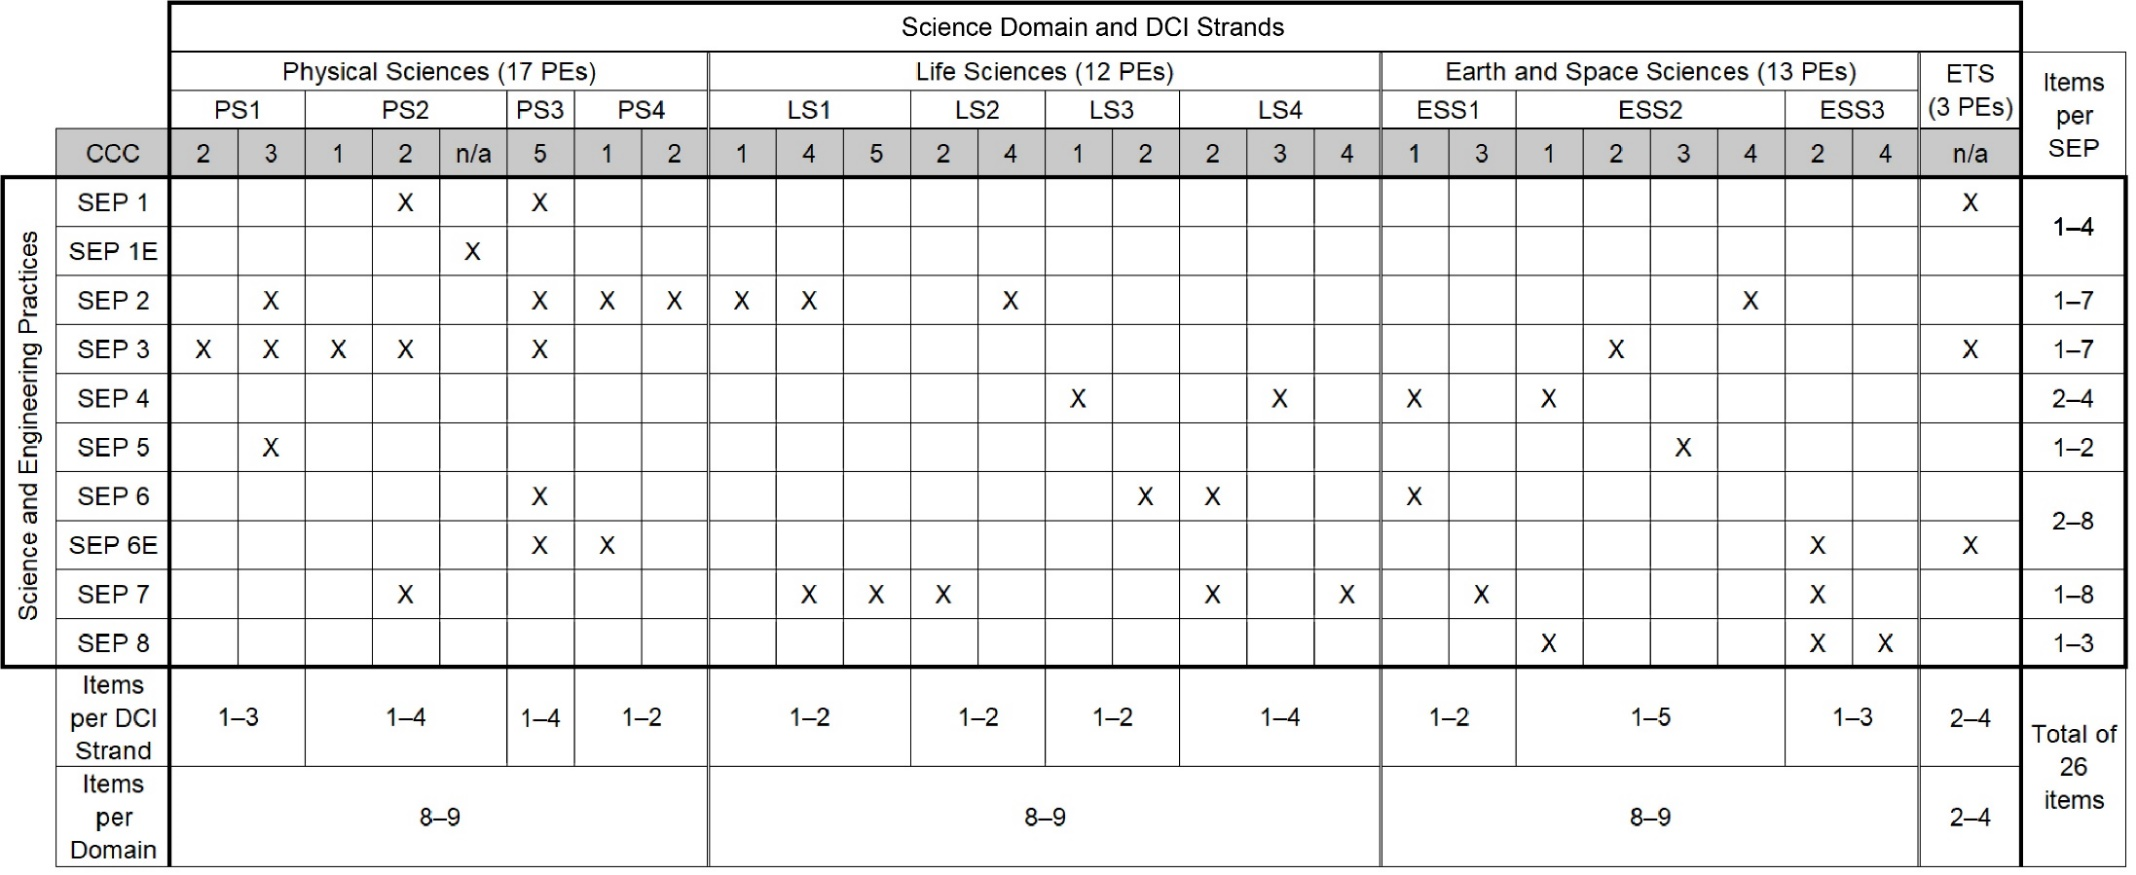 Science Domain and DCI Strands
Physical Sciences (17 PEs) Life Sciences (12 PEs) Earth and Space Sciences (13 PEs) ETS (3 PEs) Items per SEP
PS1 PS2 PS3 PS4 LS1 LS2 LS3 LS4 ESS1 ESS2 ESS3
CCC 2 3 1 2 n/a 5 1 2 1 4 5 2 4 1 2 2 3 4 1 3 1 2 3 4 2 4 n/a
Science and Engineering Practices
SEP 1 X X X 1–4
SEP 1E X
SEP 2 X X X X X X X X 1–7
SEP 3 X X X X X X X 1–7
SEP 4 X X X X 2–4
SEP 5 X X 1–2
SEP 6 X X X X 2–8
SEP 6E X X X X
SEP 7 X X X X X X X X 1–8
SEP 8 X X X 1–3
Items per DCI Strand 1–3 1–4 1–4 1–2 1–2 1–2 1–2 1–4 1–2 1–5 1–3 2–4 Total of 26 items
Items per Domain 8–9 8–9 8–9 2–4